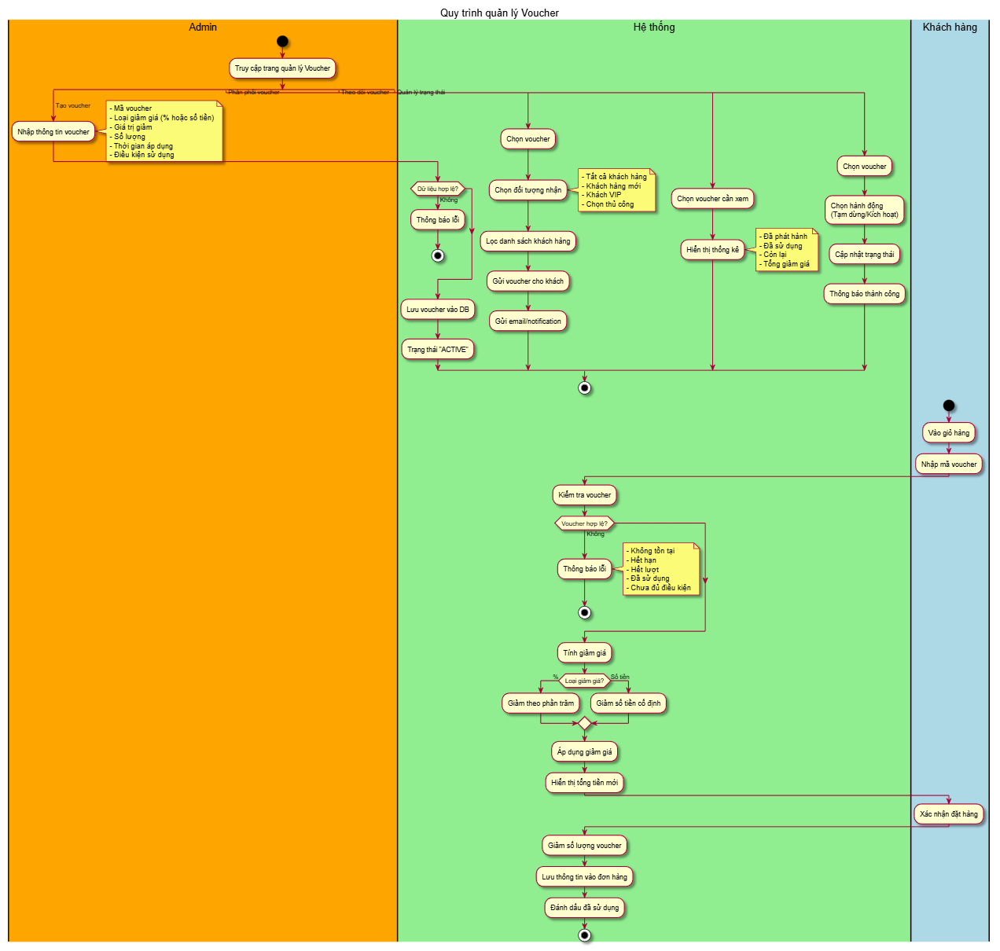 Quy trình quản lý Voucher
Admin
Hệ thống
Khách hàng
Truy cập trang quản lý Voucher
Tạo voucher
Phân phối voucher
Theo dõi voucher
Quản lý trạng thái
Nhập thông tin voucher
- Mã voucher
- Loại giảm giá (% hoặc số tiền)
- Giá trị giảm
- Số lượng
- Thời gian áp dụng
- Điều kiện sử dụng
Dữ liệu hợp lệ?
Không
Thông báo lỗi
Lưu voucher vào DB
Trạng thái "ACTIVE"
Chọn voucher
Chọn đối tượng nhận
- Tất cả khách hàng
- Khách hàng mới
- Khách VIP
- Chọn thủ công
Lọc danh sách khách hàng
Gửi voucher cho khách
Gửi email/notification
Chọn voucher cần xem
Hiển thị thống kê
- Đã phát hành
- Đã sử dụng
- Còn lại
- Tổng giảm giá
Chọn voucher
Chọn hành động
(Tạm dừng/Kích hoạt)
Cập nhật trạng thái
Thông báo thành công
Vào giỏ hàng
Nhập mã voucher
Kiểm tra voucher
Voucher hợp lệ?
Không
Thông báo lỗi
- Không tồn tại
- Hết hạn
- Hết lượt
- Đã sử dụng
- Chưa đủ điều kiện
Tính giảm giá
Loại giảm giá?
%
Số tiền
Giảm theo phần trăm
Giảm số tiền cố định
Áp dụng giảm giá
Hiển thị tổng tiền mới
Xác nhận đặt hàng
Giảm số lượng voucher
Lưu thông tin vào đơn hàng
Đánh dấu đã sử dụng